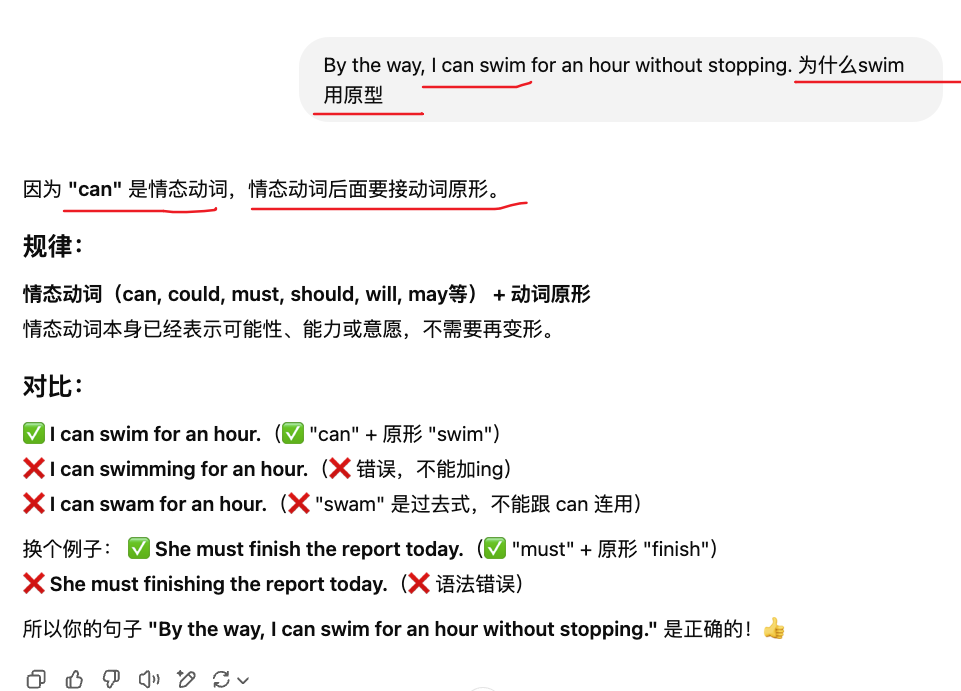 By the way, I can swim for an hour without stopping. 为什么swim
用原型
因为 "can" 是情态动词，情态动词后面要接动词原形。
规律：
情态动词（can, could, must, should, will, may等） + 动词原形
情态动词本身已经表示可能性、能力或意愿，不需要再变形。
对比：
✅ I can swim for an hour.（✅ "can" + 原形 "swim"）
❌ I can swimming for an hour.（❌ 错误，不能加ing）
❌ I can swam for an hour.（❌ "swam" 是过去式，不能跟 can 连用）
换个例子： ✅ She must finish the report today.（✅ "must" + 原形 "finish"）
❌ She must finishing the report today.（❌ 语法错误）
所以你的句子 "By the way, I can swim for an hour without stopping." 是正确的！👍